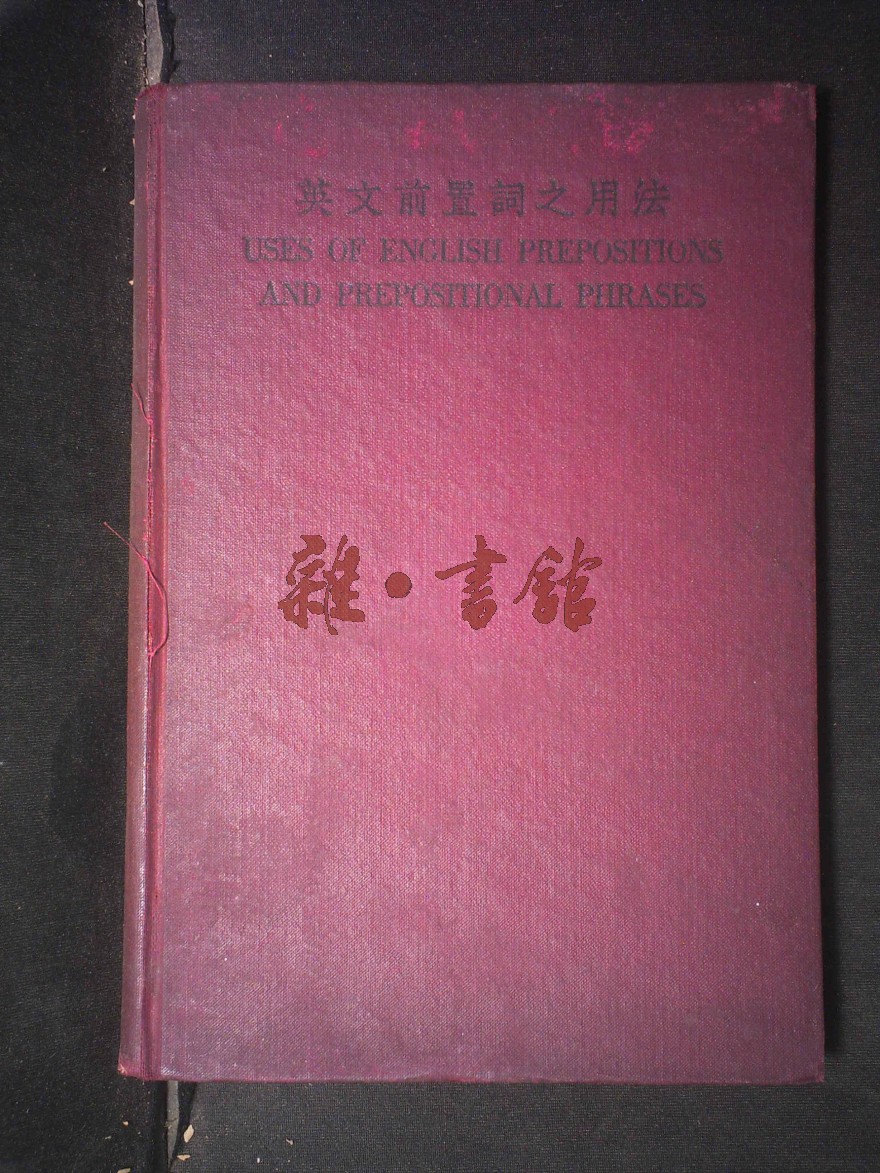 英文前置詞之用法
USES OF ENGLISH PREPOSITIONS
AND PREPOSITIONAL PHRASES
雜·書舘